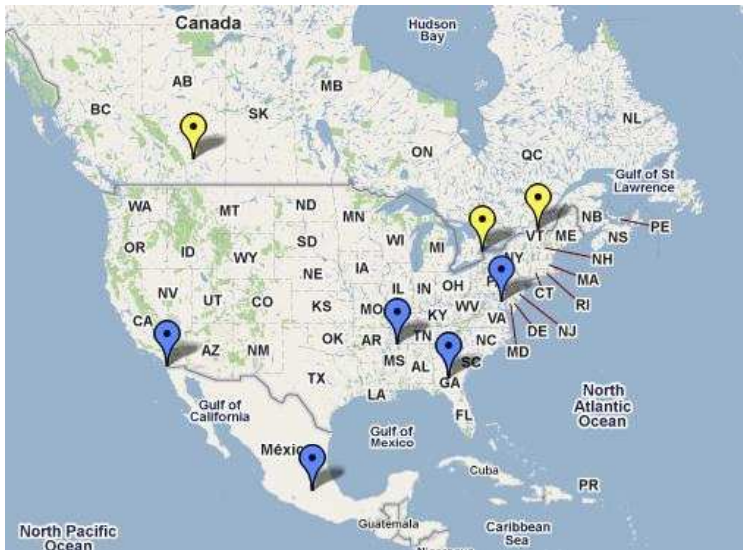 Canada
Hudson
Bay
AB
MB
BC
SK
NL
ON
QC
Gulf of St
Lawrence
WA
MT
ND
MN
VT
ME
NB
PE
NS
OR
ID
SD
WI
MI
NY
NH
WY
MA
NE
IA
NV
UT
CO
IL
IN
OH
CT
RI
CA
KS
MO
KY
WV
VA
DE
NJ
MD
AZ
NM
OK
AR
TN
NC
MS
AL
SC
GA
TX
LA
FL
North
Atlantic
Ocean
Gulf of
California
Gulf of
Mexico
Cuba
PR
Guatemala
Caribbean
Sea
North Pacific
Ocean